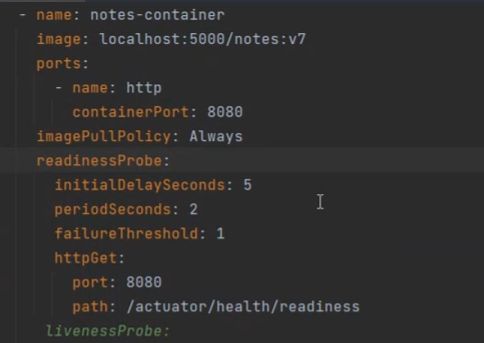 - name: notes-container
image: localhost:5000/notes:v7
ports:
- name: http
containerPort: 8080
imagePullPolicy: Always
readinessProbe:
initialDelaySeconds: 5
periodSeconds: 2
failureThreshold: 1
httpGet:
port: 8080
path: /actuator/health/readiness
livenessProbe: